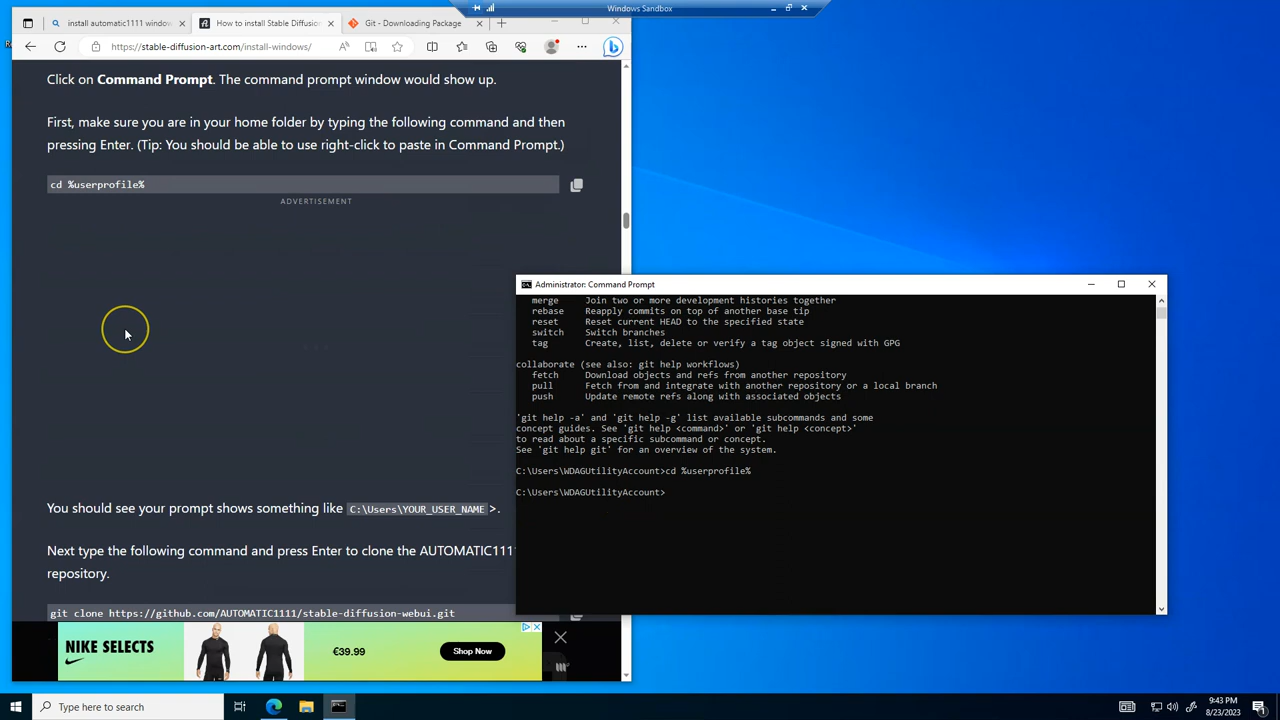 Windows Sandbox
install automatic1111 window
How to install Stable Diffusion
Git - Downloading Package
https://stable-diffusion-art.com/install-windows/
Click on Command Prompt. The command prompt window would show up.
First, make sure you are in your home folder by typing the following command and then
pressing Enter. (Tip: You should be able to use right-click to paste in Command Prompt.)
cd %userprofile%
ADVERTISEMENT
You should see your prompt shows something like C:\Users\YOUR_USER_NAME >.
Next type the following command and press Enter to clone the AUTOMATIC1111
repository.
git clone https://github.com/AUTOMATIC1111/stable-diffusion-webui.git
NIKE SELECTS
€39.99
Shop Now
Administrator: Command Prompt
merge Join two or more development histories together
rebase Reapply commits on top of another base tip
reset Reset current HEAD to the specified state
switch Switch branches
tag Create, list, delete or verify a tag object signed with GPG
collaborate (see also: git help workflows)
fetch Download objects and refs from another repository
pull Fetch from and integrate with another repository or a local branch
push Update remote refs along with associated objects
'git help -a' and 'git help -g' list available subcommands and some
concept guides. See 'git help <command>' or 'git help <concept>'
to read about a specific subcommand or concept.
See 'git help git' for an overview of the system.
C:\Users\WDAGUtilityAccount>cd %userprofile%
C:\Users\WDAGUtilityAccount>
Type here to search
9:43 PM
8/23/2023
1